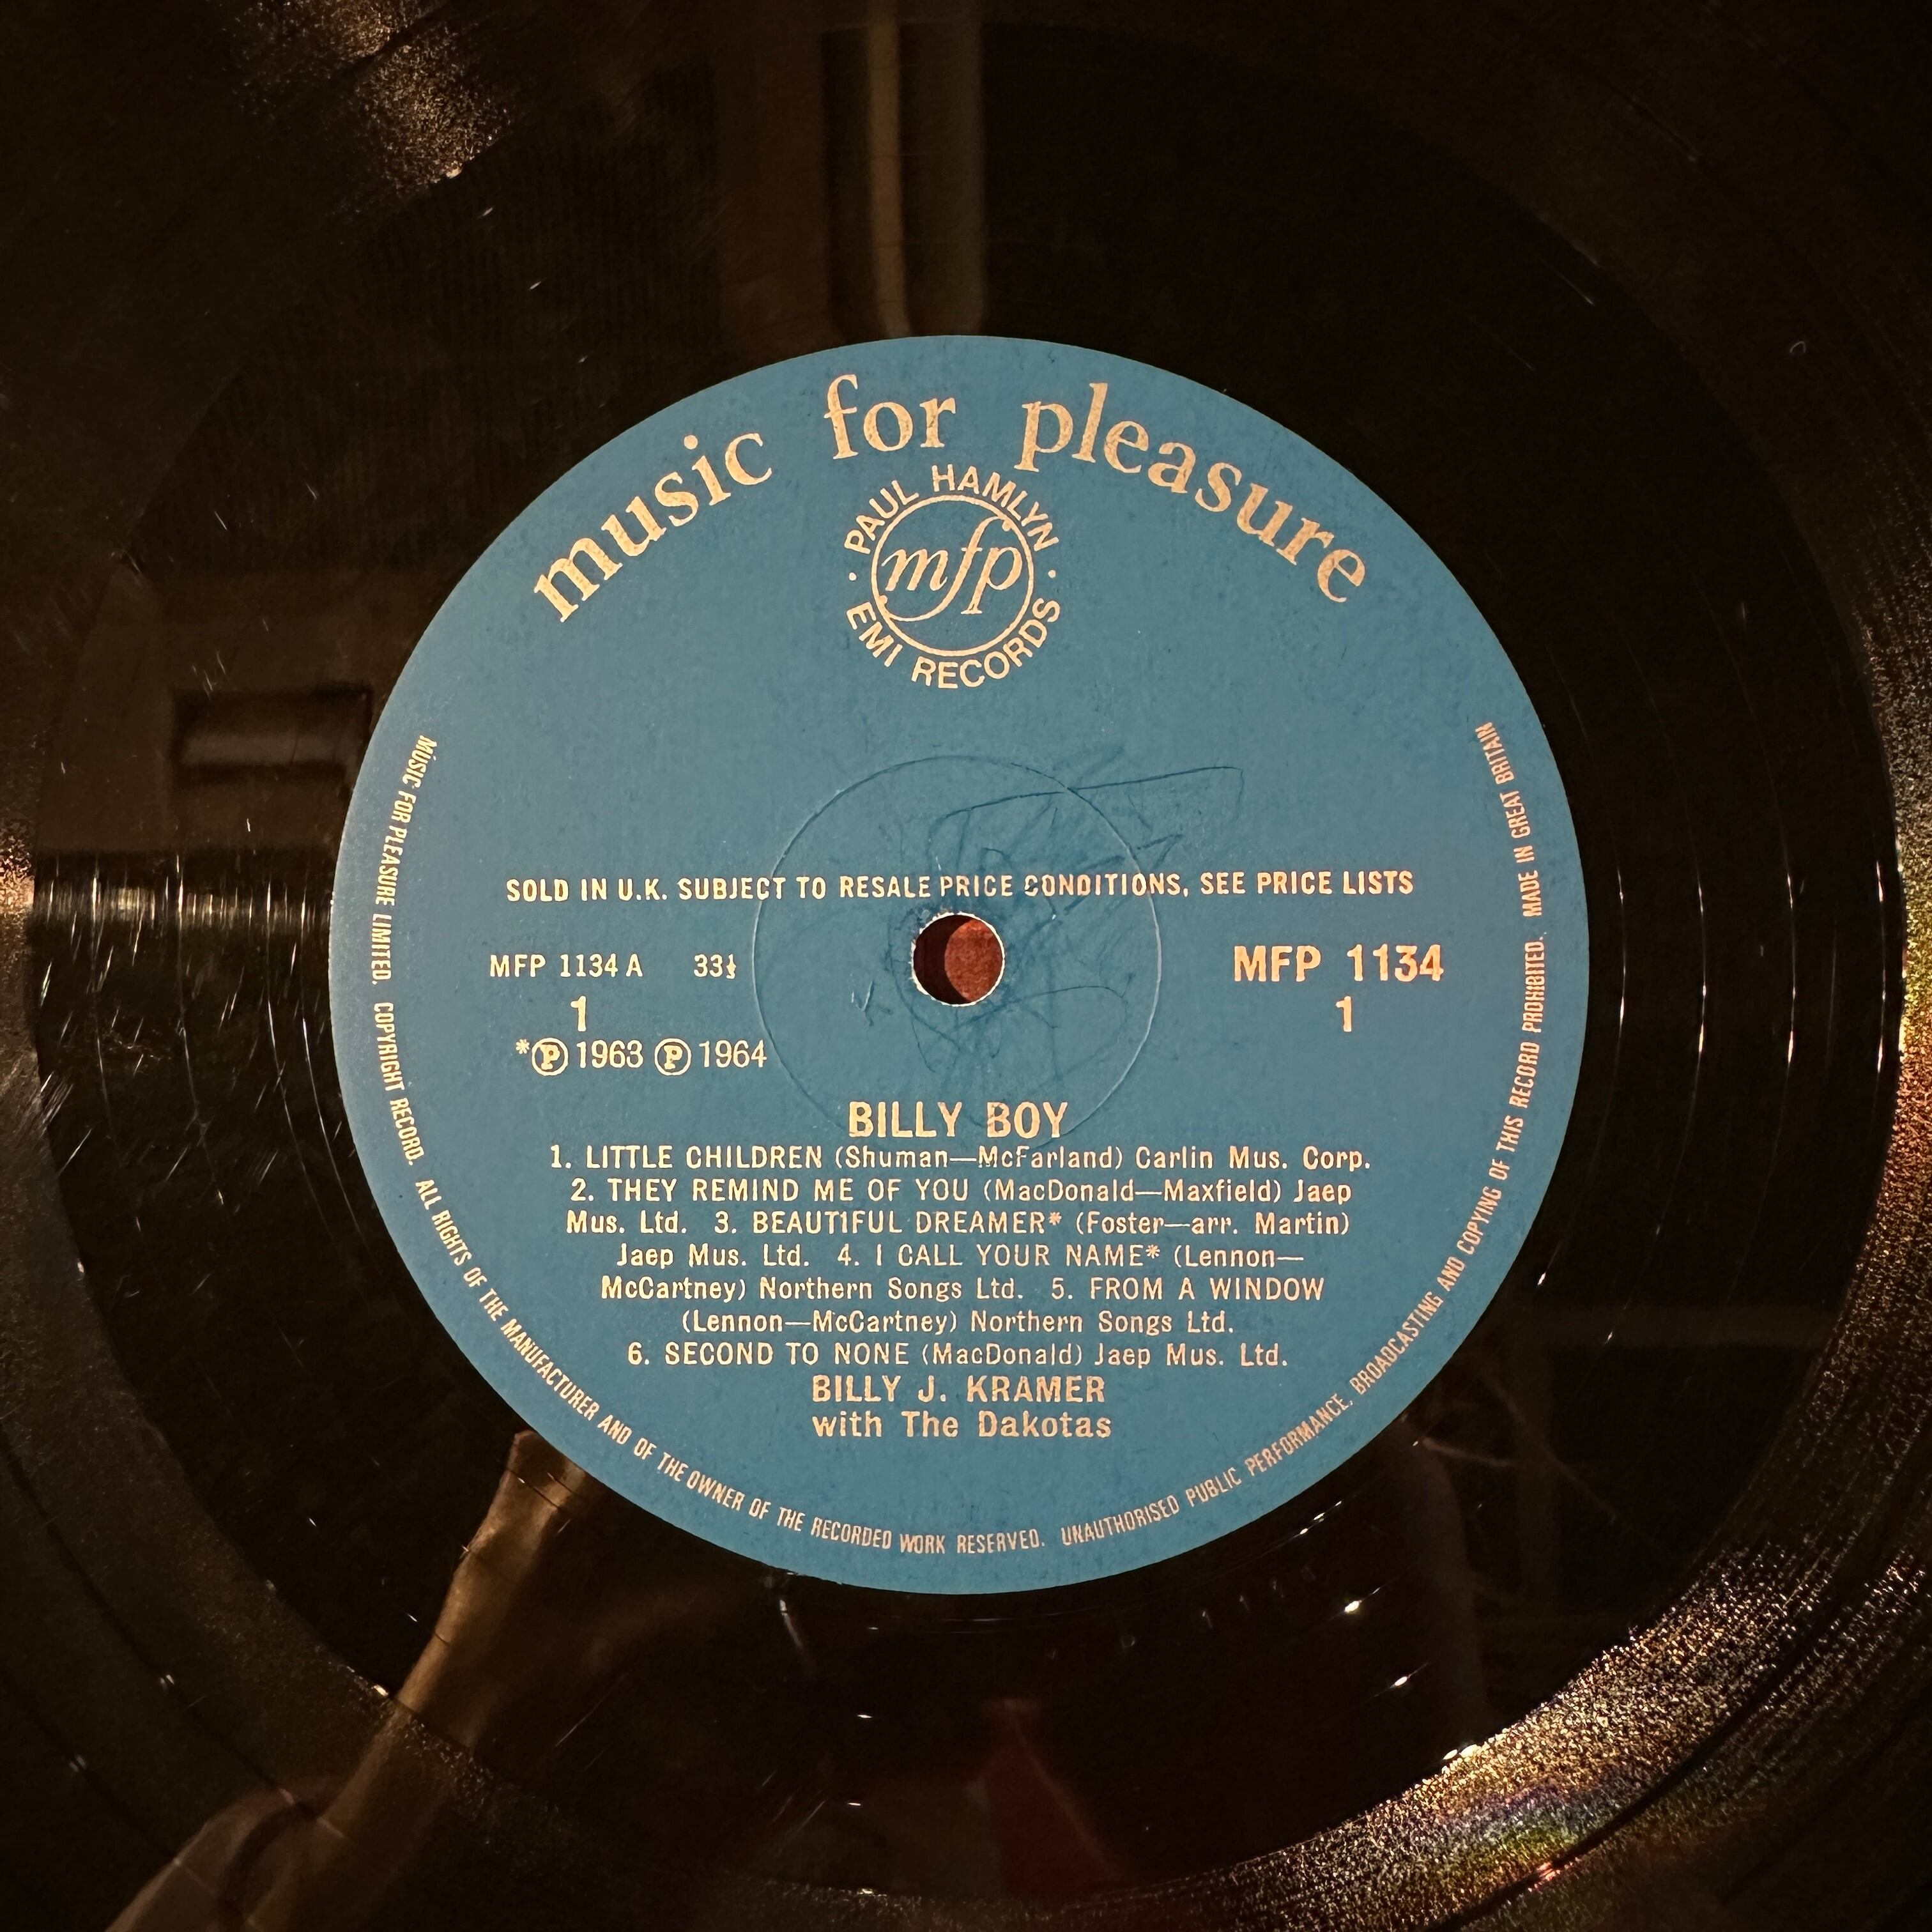 music for pleasure
PAUL HAMLYN
mfp
· EMI RECORDS ·
SOLD IN U.K. SUBJECT TO RESALE PRICE CONDITIONS, SEE PRICE LISTS
MFP 1134 A 33⅓
1
*Ⓟ 1963 Ⓟ 1964
MFP 1134
1
BILLY BOY
1. LITTLE CHILDREN (Shuman—McFarland) Carlin Mus. Corp.
2. THEY REMIND ME OF YOU (MacDonald—Maxfield) Jaep
Mus. Ltd. 3. BEAUTIFUL DREAMER* (Foster—arr. Martin)
Jaep Mus. Ltd. 4. I CALL YOUR NAME* (Lennon—
McCartney) Northern Songs Ltd. 5. FROM A WINDOW
(Lennon—McCartney) Northern Songs Ltd.
6. SECOND TO NONE (MacDonald) Jaep Mus. Ltd.
BILLY J. KRAMER
with The Dakotas
MUSIC FOR PLEASURE LIMITED. COPYRIGHT RECORD. ALL RIGHTS OF THE MANUFACTURER AND OF THE OWNER OF THE RECORDED WORK RESERVED. UNAUTHORISED PUBLIC PERFORMANCE, BROADCASTING AND COPYING OF THIS RECORD PROHIBITED. MADE IN GREAT BRITAIN